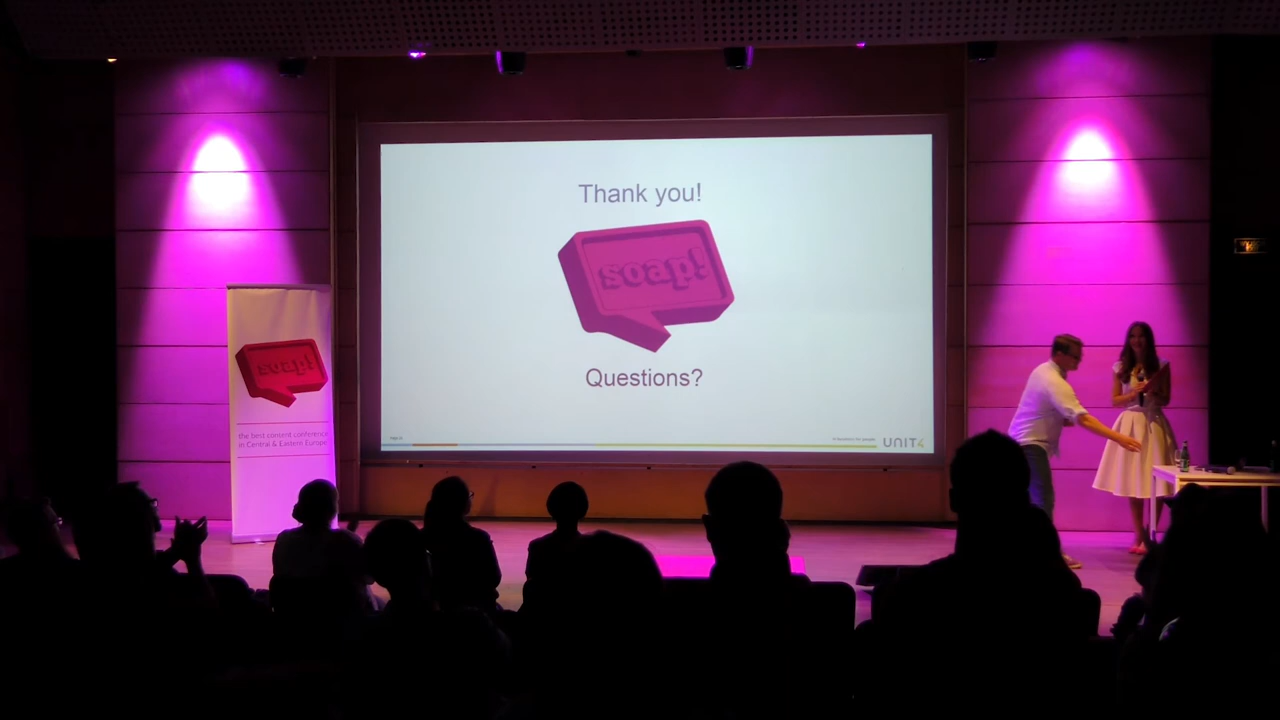 Thank you!
soap!
Questions?
UNIT4
soap!
the best content conference
in Central & Eastern Europe